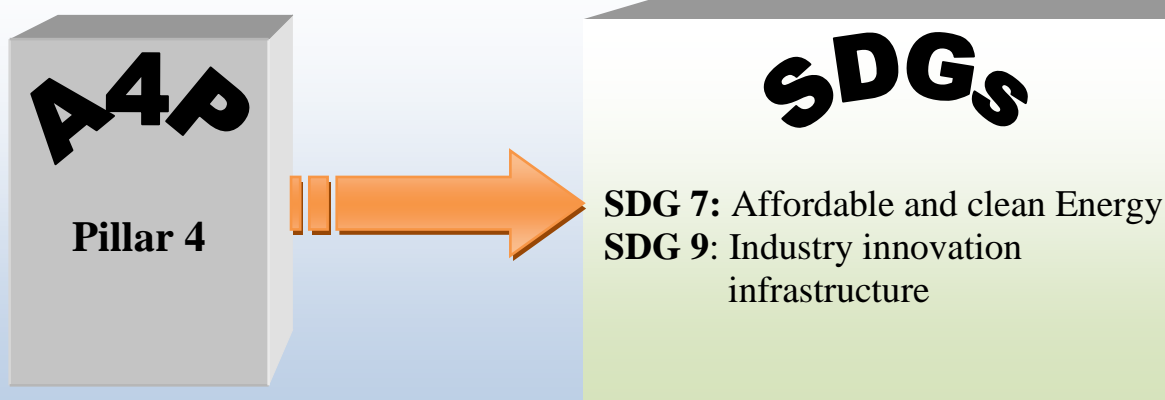 A4P
Pillar 4
SDGs
SDG 7: Affordable and clean Energy
SDG 9: Industry innovation
infrastructure